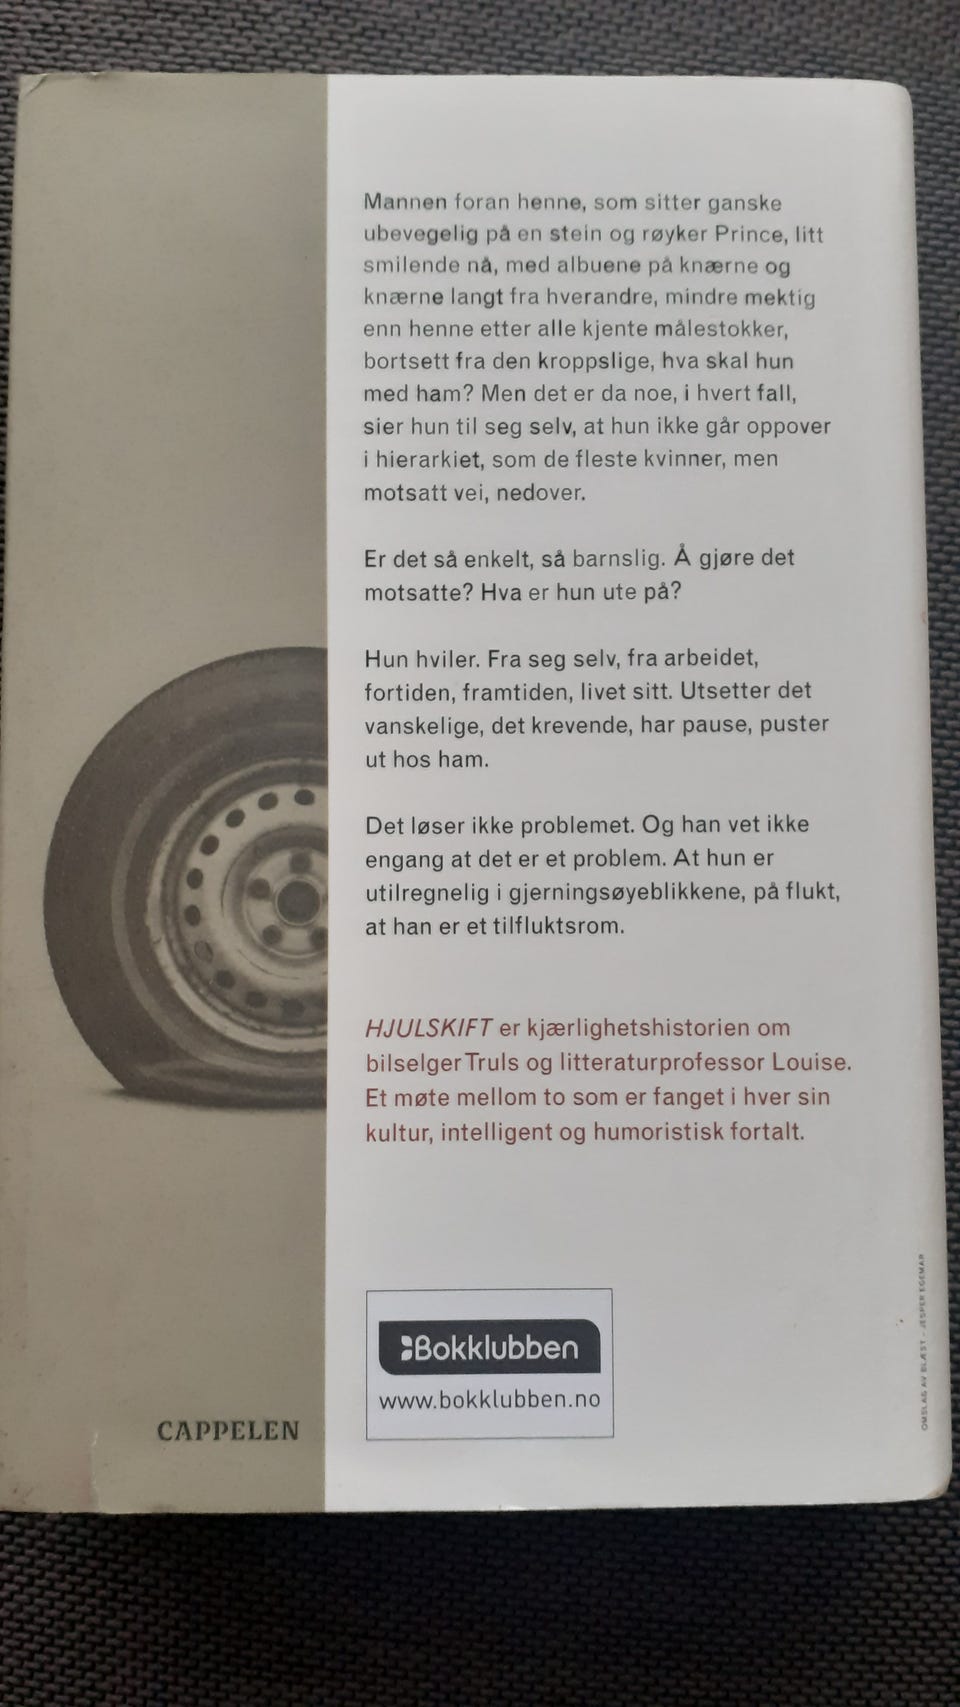 Mannen foran henne, som sitter ganske
ubevegelig på en stein og røyker Prince, litt
smilende nå, med albuene på knærne og
knærne langt fra hverandre, mindre mektig
enn henne etter alle kjente målestokker,
bortsett fra den kroppslige, hva skal hun
med ham? Men det er da noe, i hvert fall,
sier hun til seg selv, at hun ikke går oppover
i hierarkiet, som de fleste kvinner, men
motsatt vei, nedover.
Er det så enkelt, så barnslig. Å gjøre det
motsatte? Hva er hun ute på?
Hun hviler. Fra seg selv, fra arbeidet,
fortiden, framtiden, livet sitt. Utsetter det
vanskelige, det krevende, har pause, puster
ut hos ham.
Det løser ikke problemet. Og han vet ikke
engang at det er et problem. At hun er
utilregnelig i gjerningsøyeblikkene, på flukt,
at han er et tilfluktsrom.
HJULSKIFT er kjærlighetshistorien om
bilselger Truls og litteraturprofessor Louise.
Et møte mellom to som er fanget i hver sin
kultur, intelligent og humoristisk fortalt.
Bokklubben
www.bokklubben.no
CAPPELEN
OMSLAG AV BLÆST – JESPER EGEMAR